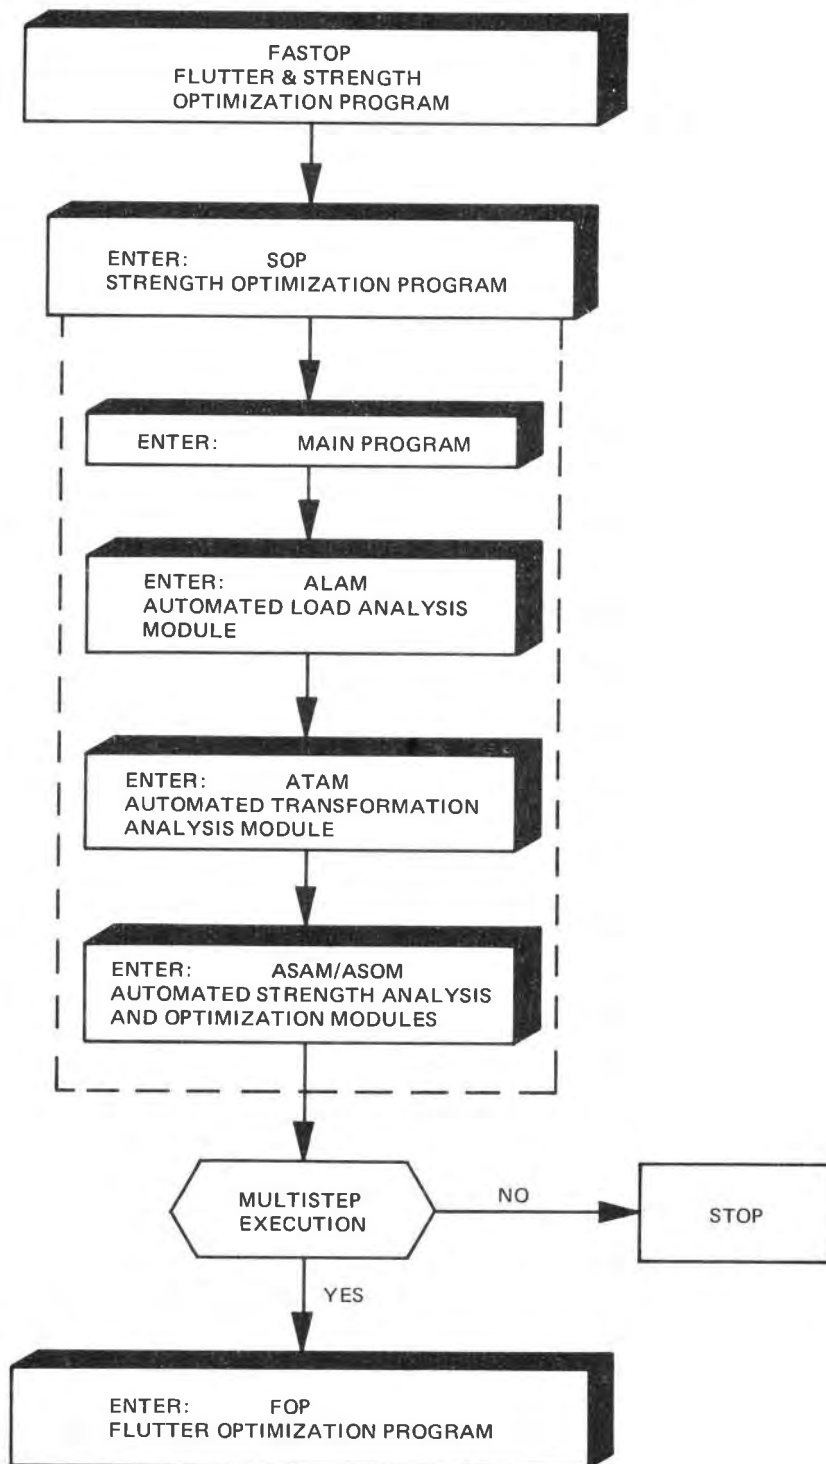 FASTOP
FLUTTER & STRENGTH
OPTIMIZATION PROGRAM
ENTER: SOP
STRENGTH OPTIMIZATION PROGRAM
ENTER: MAIN PROGRAM
ENTER: ALAM
AUTOMATED LOAD ANALYSIS
MODULE
ENTER: ATAM
AUTOMATED TRANSFORMATION
ANALYSIS MODULE
ENTER: ASAM/ASOM
AUTOMATED STRENGTH ANALYSIS
AND OPTIMIZATION MODULES
MULTISTEP
EXECUTION
NO
STOP
YES
ENTER: FOP
FLUTTER OPTIMIZATION PROGRAM